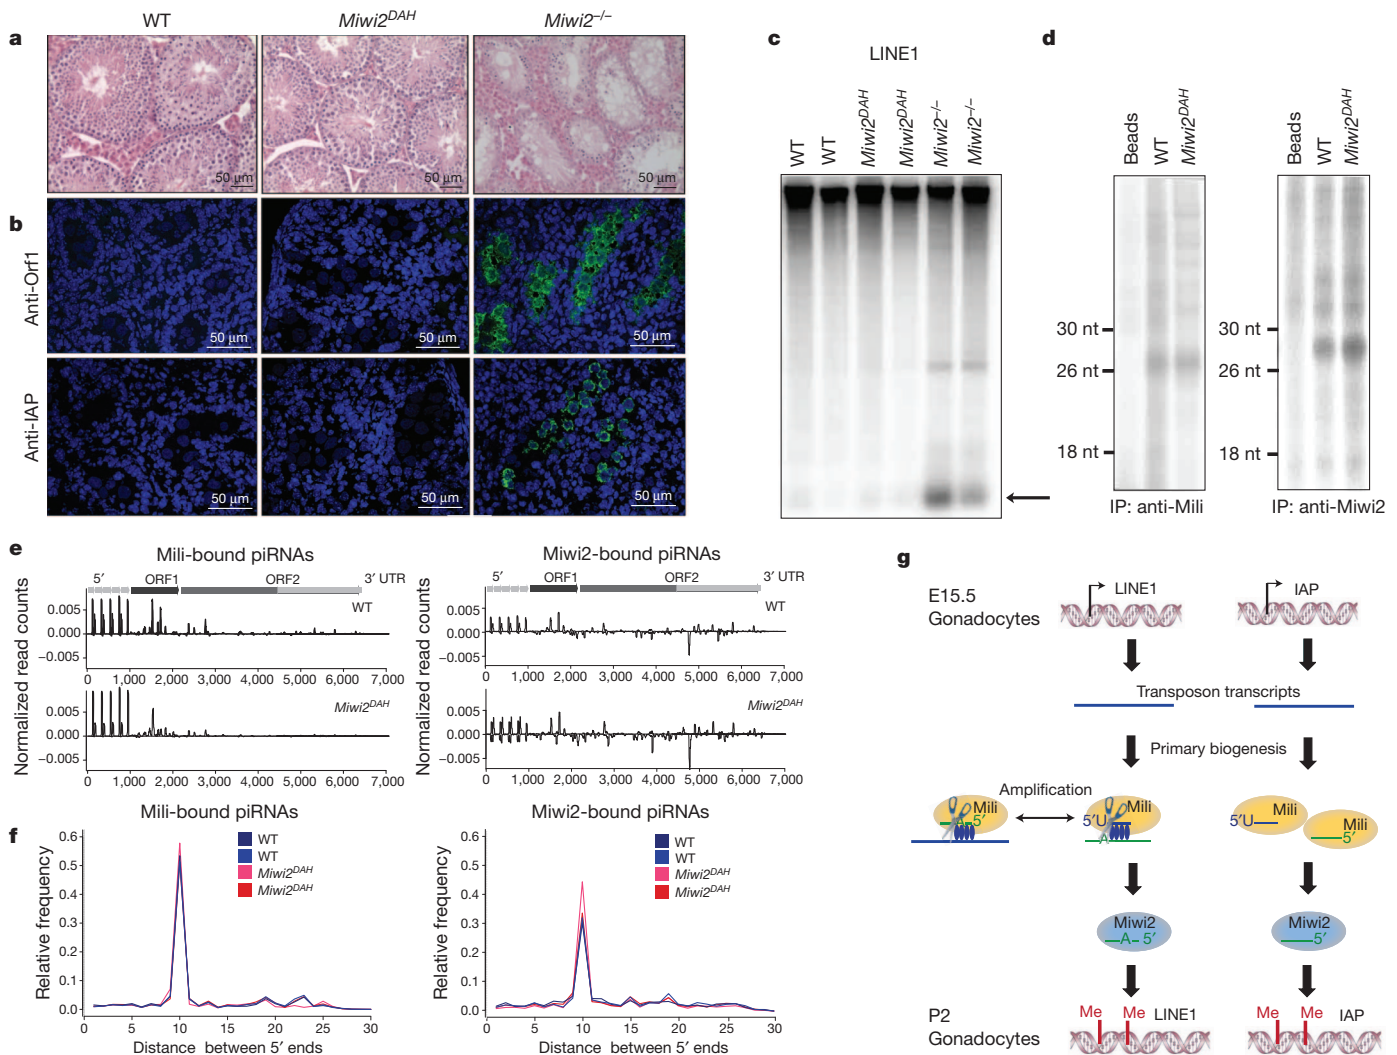 a
WT
Miwi2DAH
Miwi2–/–
50 µm
50 µm
50 µm
b
Anti-Orf1
50 µm
50 µm
50 µm
Anti-IAP
50 µm
50 µm
50 µm
c
LINE1
WT
WT
Miwi2DAH
Miwi2DAH
Miwi2–/–
Miwi2–/–
d
Beads
WT
Miwi2DAH
30 nt
26 nt
18 nt
IP: anti-Mili
Beads
WT
Miwi2DAH
30 nt
26 nt
18 nt
IP: anti-Miwi2
e
Mili-bound piRNAs
5′
ORF1
ORF2
3′ UTR
Normalized read counts
WT
0.005
0.000
−0.005
0
1,000
2,000
3,000
4,000
5,000
6,000
7,000
Miwi2DAH
0.005
0.000
−0.005
0
1,000
2,000
3,000
4,000
5,000
6,000
7,000
Miwi2-bound piRNAs
5′
ORF1
ORF2
3′ UTR
Normalized read counts
WT
0.005
0.000
−0.005
0
1,000
2,000
3,000
4,000
5,000
6,000
7,000
Miwi2DAH
0.005
0.000
−0.005
0
1,000
2,000
3,000
4,000
5,000
6,000
7,000
f
Mili-bound piRNAs
Relative frequency
0.6
0.5
0.4
0.3
0.2
0.1
0.0
WT
WT
Miwi2DAH
Miwi2DAH
0
5
10
15
20
25
30
Distance between 5′ ends
Miwi2-bound piRNAs
Relative frequency
0.6
0.5
0.4
0.3
0.2
0.1
0.0
WT
WT
Miwi2DAH
Miwi2DAH
0
5
10
15
20
25
30
Distance between 5′ ends
g
E15.5
Gonadocytes
LINE1
IAP
Transposon transcripts
Primary biogenesis
Amplification
Mili
A
5′
Mili
5′U
A
Mili
5′U
Mili
5′
Miwi2
A
5′
Miwi2
5′
P2
Gonadocytes
Me
Me
LINE1
Me
Me
IAP